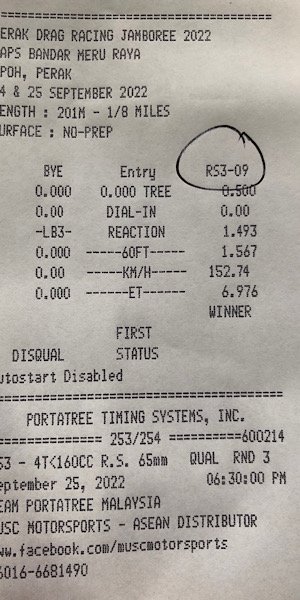 =================================
ERAK DRAG RACING JAMBOREE 2022
APS BANDAR MERU RAYA
POH, PERAK
4 & 25 SEPTEMBER 2022
ENGTH : 201M - 1/8 MILES
URFACE : NO-PREP
BYE Entry RS3-09
0.000 0.000 TREE 0.500
0.00 DIAL-IN 0.00
-LB3- REACTION 1.493
0.000 -----60FT------ 1.567
0.00 -----KM/H------ 152.74
0.000 ------ET------- 6.976
WINNER
FIRST
DISQUAL STATUS
utostart Disabled
=================================
PORTATREE TIMING SYSTEMS, INC.
============= 253/254 ==========600214
S3 - 4T<160CC R.S. 65mm QUAL RND 3
eptember 25, 2022 06:30:00 PM
EAM PORTATREE MALAYSIA
USC MOTORSPORTS - ASEAN DISTRIBUTOR
ww.facebook.com/muscmotorsports
6016-6681490